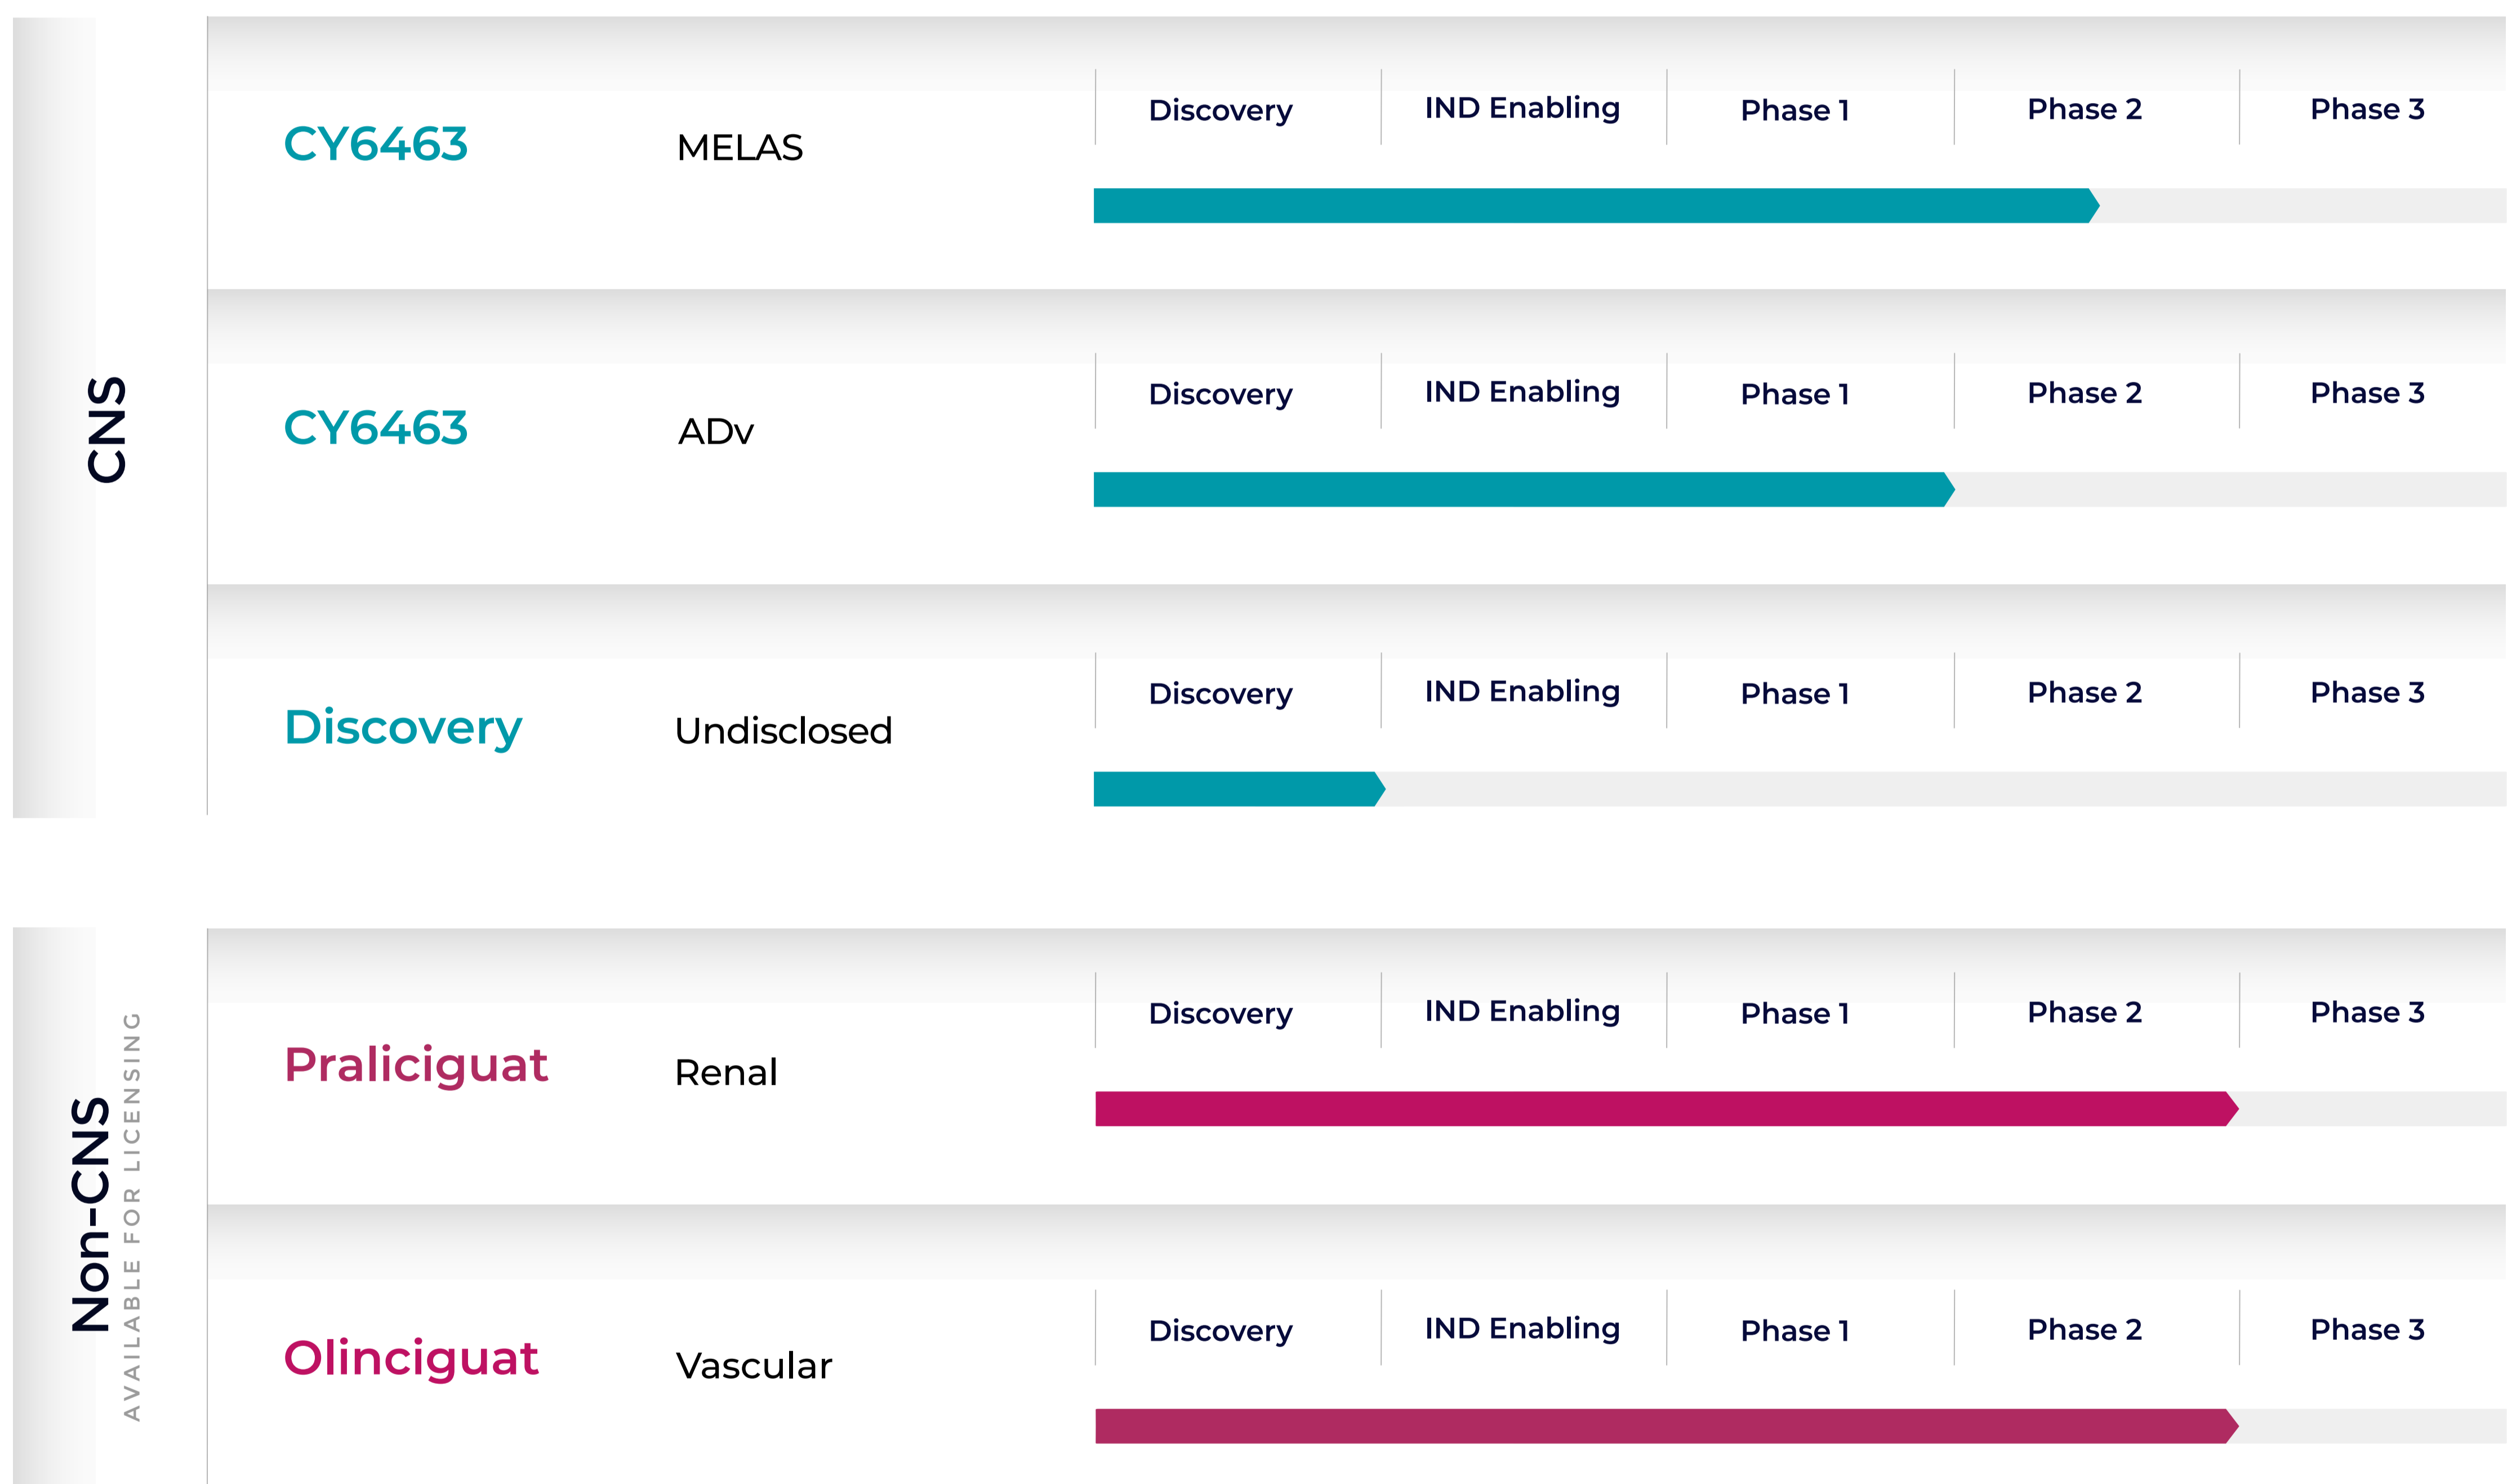 CNS
CY6463
MELAS
Discovery
IND Enabling
Phase 1
Phase 2
Phase 3
CY6463
ADv
Discovery
IND Enabling
Phase 1
Phase 2
Phase 3
Discovery
Undisclosed
Discovery
IND Enabling
Phase 1
Phase 2
Phase 3
Non-CNS
AVAILABLE FOR LICENSING
Praliciguat
Renal
Discovery
IND Enabling
Phase 1
Phase 2
Phase 3
Olinciguat
Vascular
Discovery
IND Enabling
Phase 1
Phase 2
Phase 3